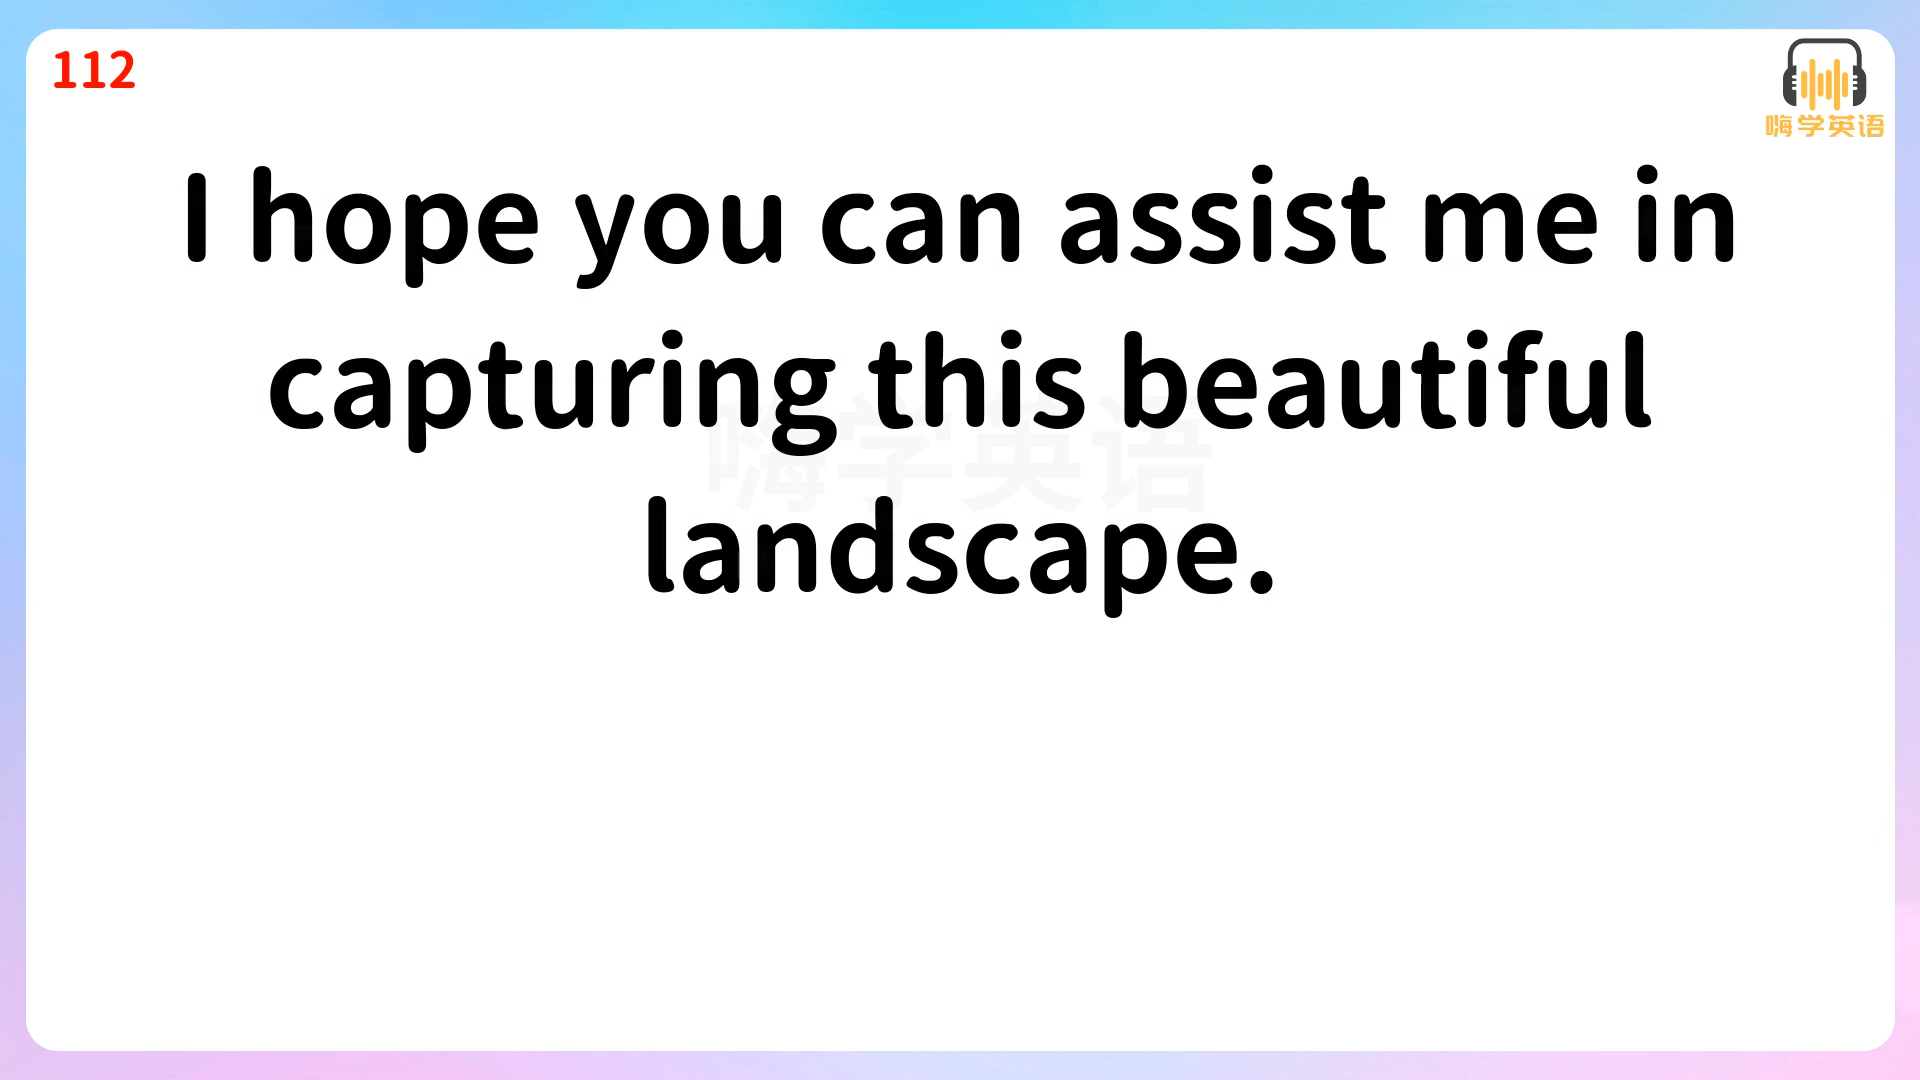 112
嗨学英语
I hope you can assist me in
capturing this beautiful
嗨学英语
landscape.